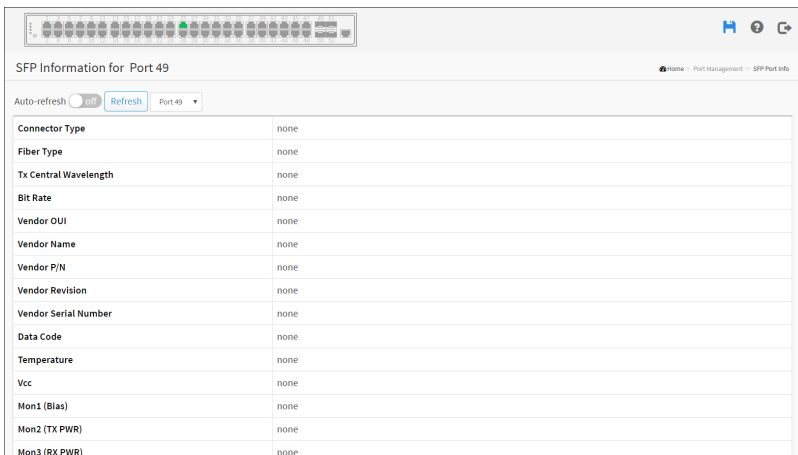 SFP Information for Port 49
Home > Port Management > SFP Port Info
Auto-refresh off Refresh Port 49
Connector Type none
Fiber Type none
Tx Central Wavelength none
Bit Rate none
Vendor OUI none
Vendor Name none
Vendor P/N none
Vendor Revision none
Vendor Serial Number none
Data Code none
Temperature none
Vcc none
Mon1 (Bias) none
Mon2 (TX PWR) none
Mon3 (RX PWR) none